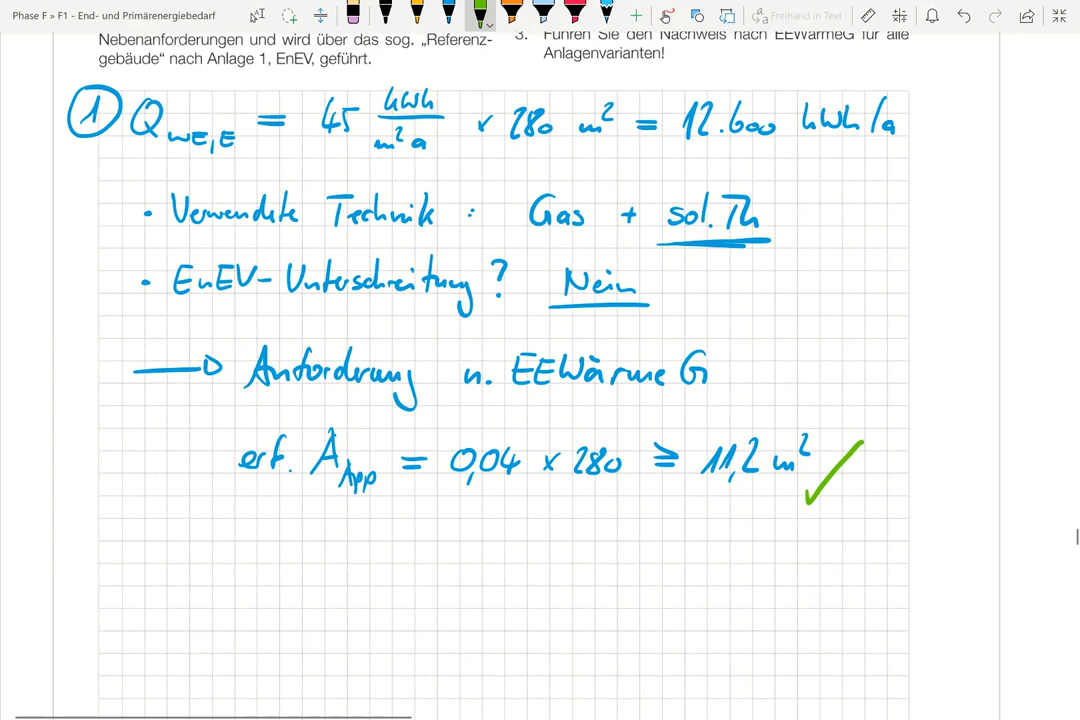 Phase F » F1 - End- und Primärenergiebedarf
Freihand in Text
Nebenanforderungen und wird über das sog. „Referenz-
gebäude“ nach Anlage 1, EnEV, geführt.
3. Führen Sie den Nachweis nach EEWärmeG für alle
Anlagenvarianten!
① Q WE,E = 45 kWh/m²a × 280 m² = 12.600 kWh/a
· Verwendete Technik : Gas + sol. Th
· EnEV-Unterschreitung? Nein
→ Anforderung n. EEWärmeG
erf. A App = 0,04 × 280 ≥ 11,2 m² ✓